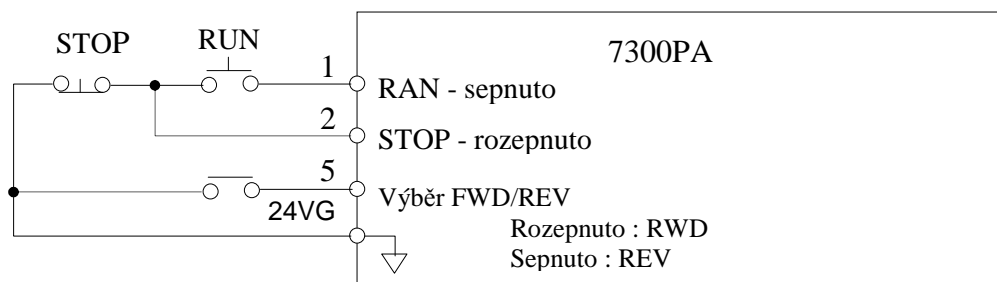 STOP
RUN
7300PA
1
RAN - sepnuto
2
STOP - rozepnuto
5
Výběr FWD/REV
24VG
Rozepnuto : RWD
Sepnuto : REV